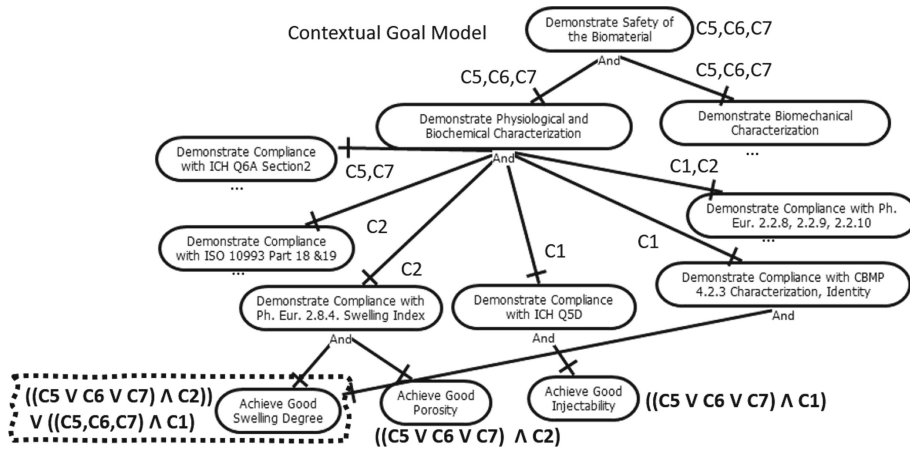 Contextual Goal Model
Demonstrate Safety of
the Biomaterial
C5,C6,C7
And
C5,C6,C7
C5,C6,C7
Demonstrate Physiological and
Biochemical Characterization
Demonstrate Biomechanical
Characterization
...
And
Demonstrate Compliance
with ICH Q6A Section2
...
C5,C7
C1,C2
Demonstrate Compliance with Ph.
Eur. 2.2.8, 2.2.9, 2.2.10
...
Demonstrate Compliance
with ISO 10993 Part 18 &19
...
C2
C2
C1
C1
Demonstrate Compliance with
Ph. Eur. 2.8.4. Swelling Index
Demonstrate Compliance
with ICH Q5D
Demonstrate Compliance with CBMP
4.2.3 Characterization, Identity
And
And
And
((C5 V C6 V C7) Λ C2))
V ((C5,C6,C7) Λ C1)
Achieve Good
Swelling Degree
Achieve Good
Porosity
((C5 V C6 V C7) Λ C2)
Achieve Good
Injectability
((C5 V C6 V C7) Λ C1)